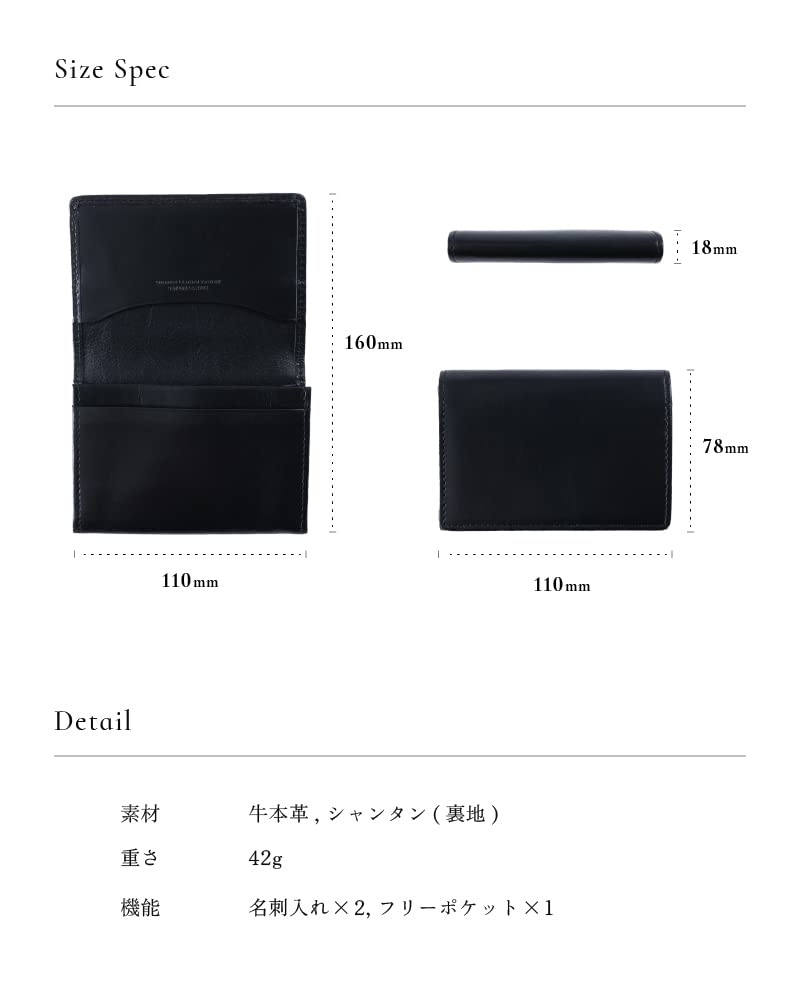 Size Spec
18mm
160mm
78mm
110mm
110mm
Detail
素材 牛本革 , シャンタン ( 裏地 )
重さ 42g
機能 名刺入れ×2, フリーポケット×1